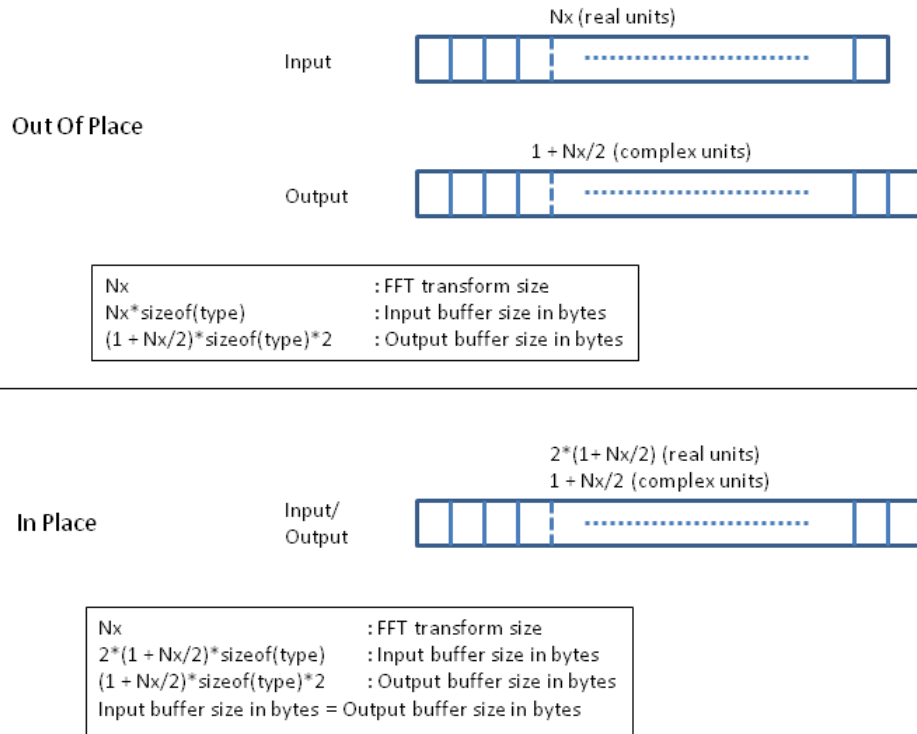 Nx (real units)
Input
Out Of Place
1 + Nx/2 (complex units)
Output
Nx : FFT transform size
Nx*sizeof(type) : Input buffer size in bytes
(1 + Nx/2)*sizeof(type)*2 : Output buffer size in bytes
2*(1+ Nx/2) (real units)
1 + Nx/2 (complex units)
In Place
Input/
Output
Nx : FFT transform size
2*(1 + Nx/2)*sizeof(type) : Input buffer size in bytes
(1 + Nx/2)*sizeof(type)*2 : Output buffer size in bytes
Input buffer size in bytes = Output buffer size in bytes